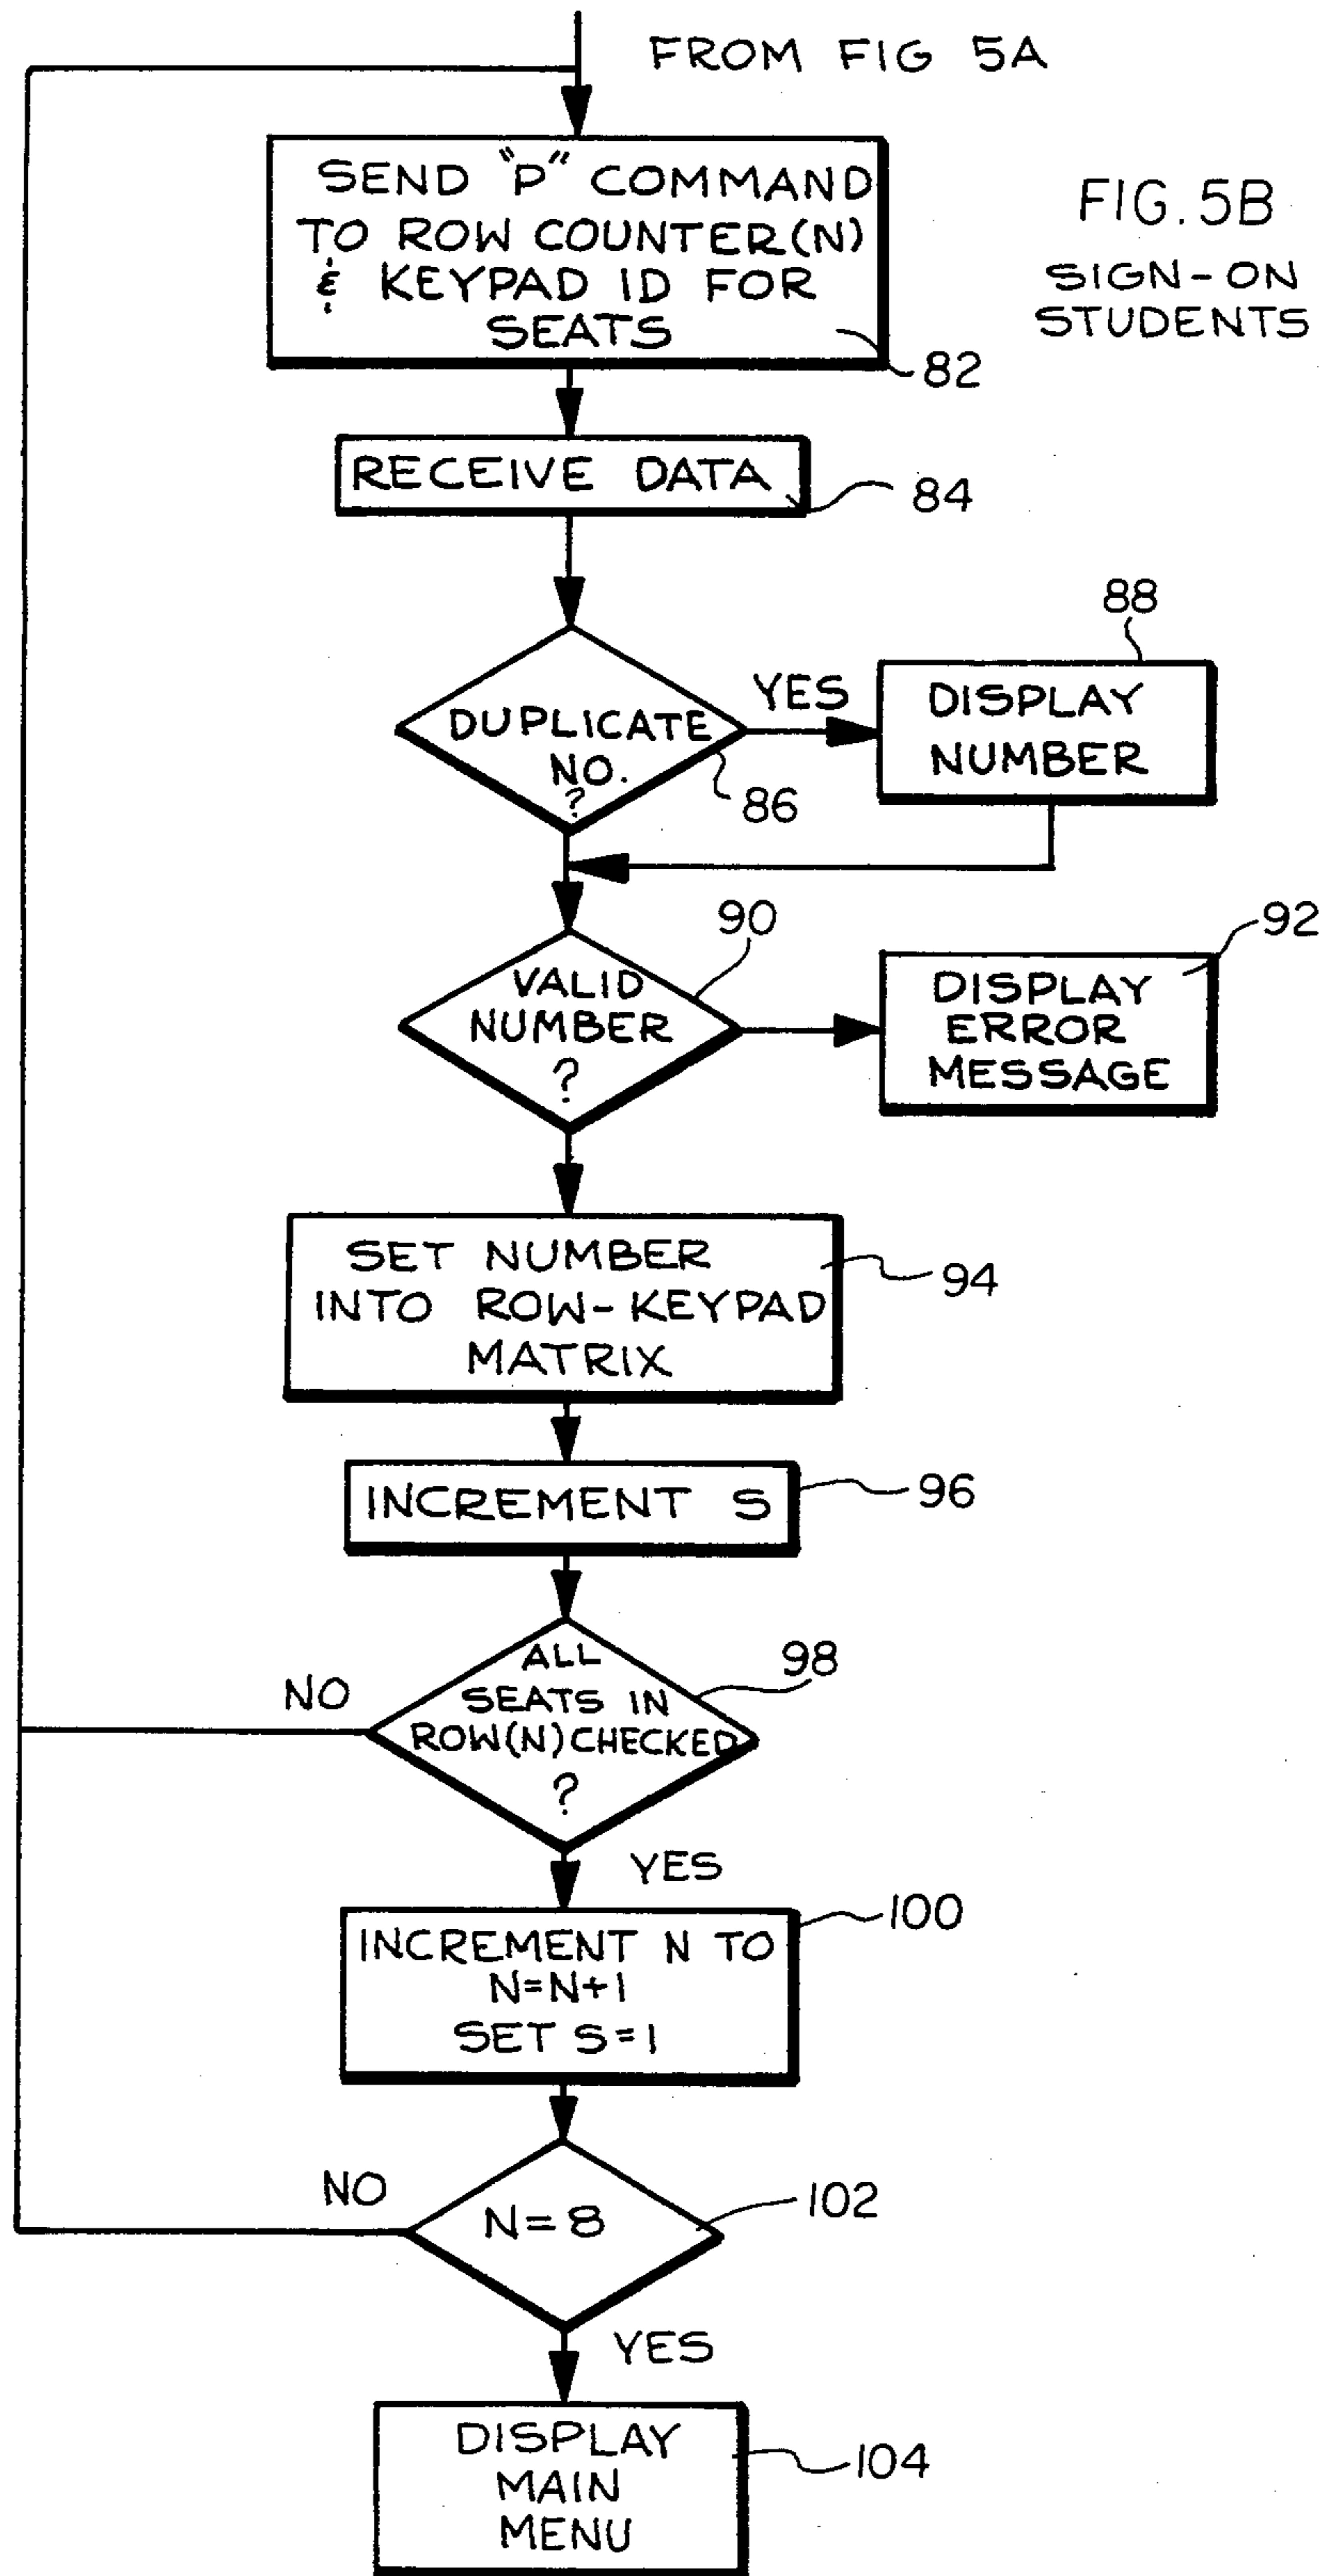 FROM FIG 5A
SEND "P" COMMAND
TO ROW COUNTER(N)
& KEYPAD ID FOR
SEATS
82
FIG. 5B
SIGN-ON
STUDENTS
RECEIVE DATA
84
DUPLICATE
NO.
?
86
YES
88
DISPLAY
NUMBER
90
VALID
NUMBER
?
92
DISPLAY
ERROR
MESSAGE
SET NUMBER
INTO ROW-KEYPAD
MATRIX
94
INCREMENT S
96
ALL
SEATS IN
ROW(N)CHECKED
?
98
NO
YES
INCREMENT N TO
N=N+1
SET S=1
100
N=8
102
NO
YES
DISPLAY
MAIN
MENU
104